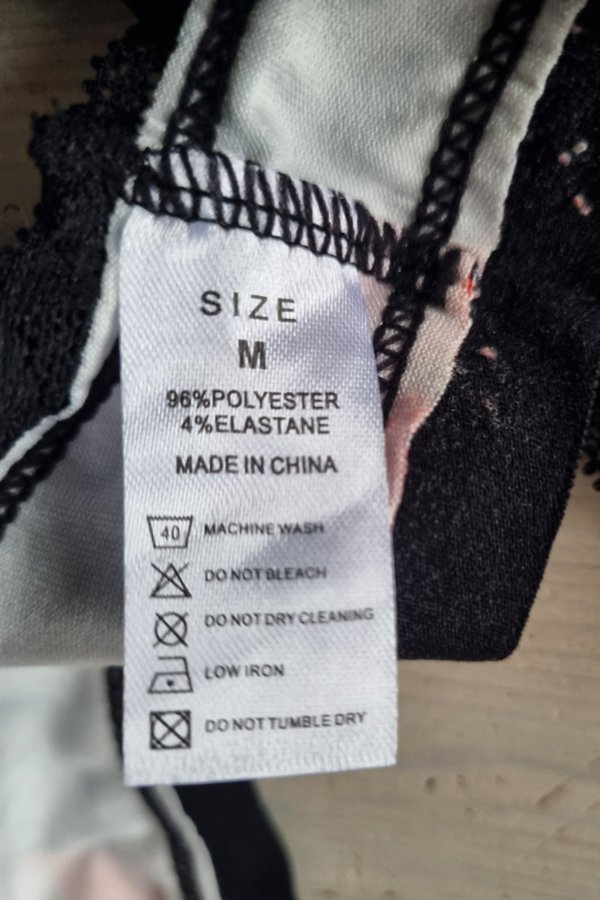 SIZE
M
96%POLYESTER
4%ELASTANE
MADE IN CHINA
40 MACHINE WASH
DO NOT BLEACH
DO NOT DRY CLEANING
LOW IRON
DO NOT TUMBLE DRY